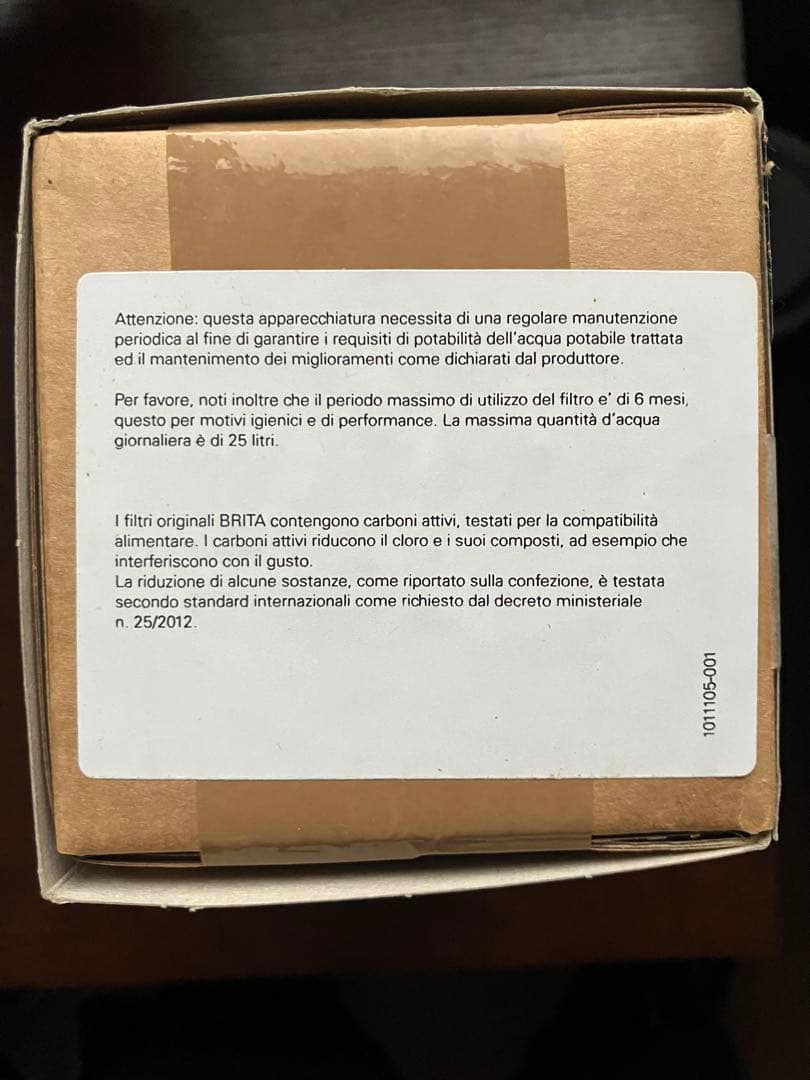 Attenzione: questa apparecchiatura necessita di una regolare manutenzione
periodica al fine di garantire i requisiti di potabilità dell'acqua potabile trattata
ed il mantenimento dei miglioramenti come dichiarati dal produttore.
Per favore, noti inoltre che il periodo massimo di utilizzo del filtro e' di 6 mesi,
questo per motivi igienici e di performance. La massima quantità d'acqua
giornaliera è di 25 litri.
I filtri originali BRITA contengono carboni attivi, testati per la compatibilità
alimentare. I carboni attivi riducono il cloro e i suoi composti, ad esempio che
interferiscono con il gusto.
La riduzione di alcune sostanze, come riportato sulla confezione, è testata
secondo standard internazionali come richiesto dal decreto ministeriale
n. 25/2012.
1011105-001